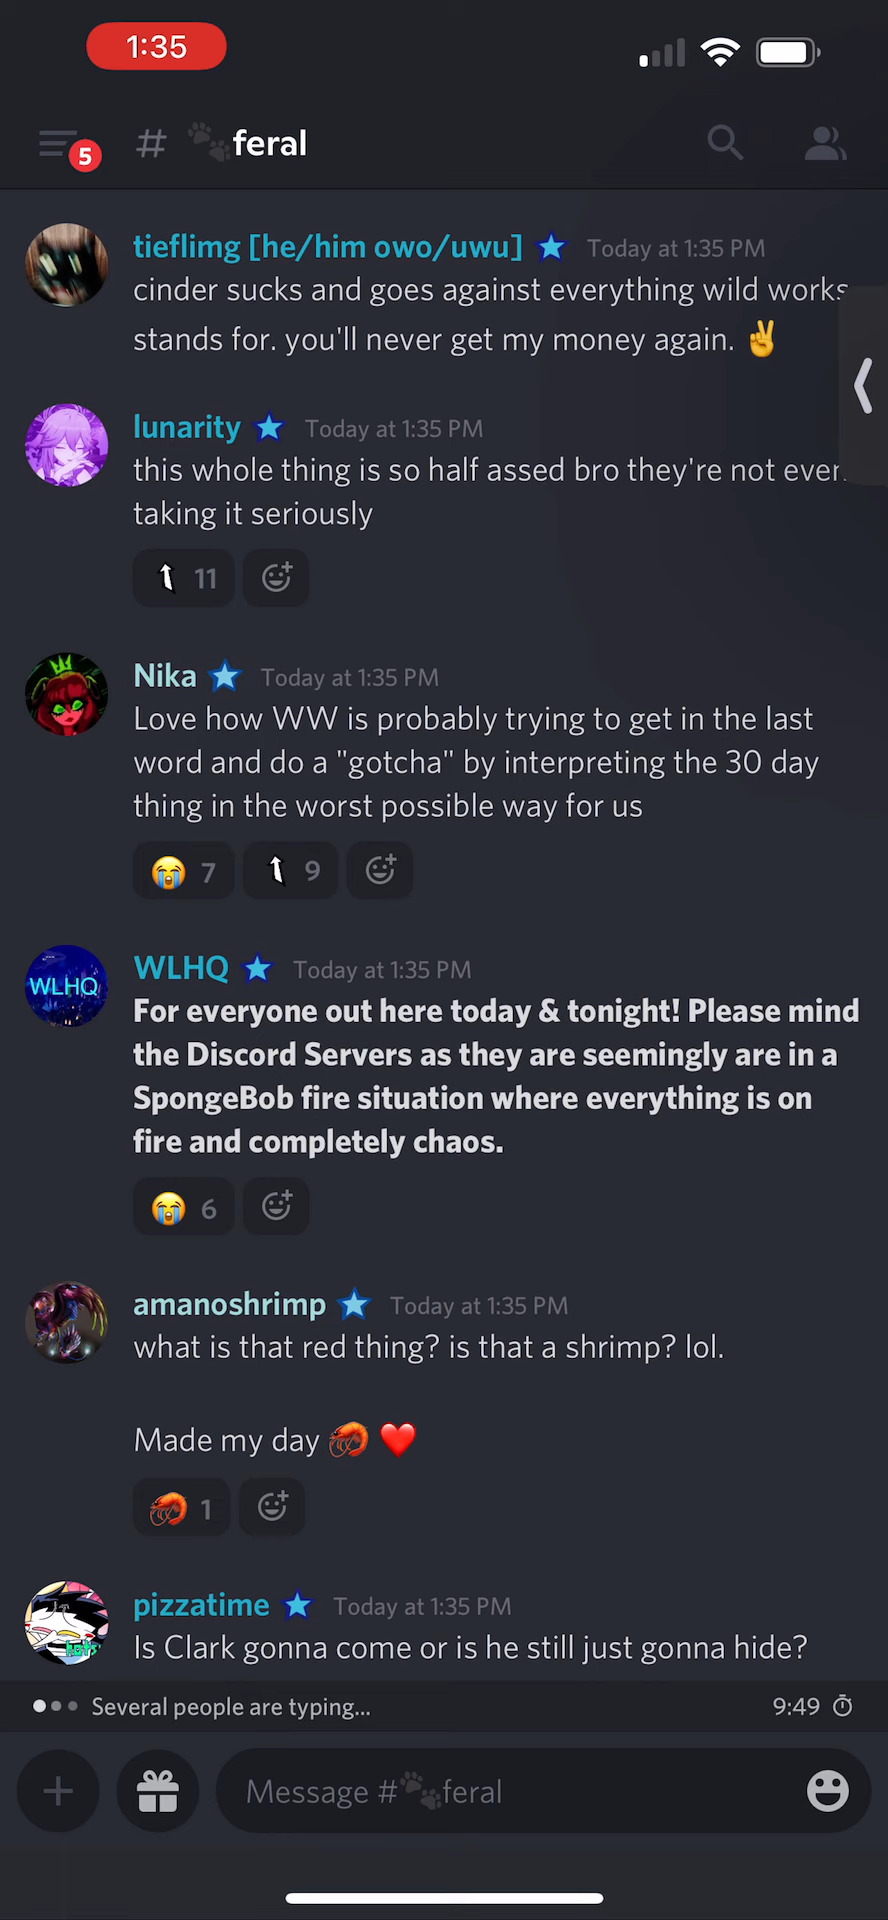 1:35
5
# feral
tieflimg [he/him owo/uwu] Today at 1:35 PM
cinder sucks and goes against everything wild works
stands for. you'll never get my money again. ✌️
lunarity Today at 1:35 PM
this whole thing is so half assed bro they're not even
taking it seriously
11
Nika Today at 1:35 PM
Love how WW is probably trying to get in the last
word and do a "gotcha" by interpreting the 30 day
thing in the worst possible way for us
😭 7 9
WLHQ
WLHQ Today at 1:35 PM
For everyone out here today & tonight! Please mind
the Discord Servers as they are seemingly are in a
SpongeBob fire situation where everything is on
fire and completely chaos.
😭 6
amanoshrimp Today at 1:35 PM
what is that red thing? is that a shrimp? lol.
Made my day 🦐 ❤️
🦐 1
pizzatime Today at 1:35 PM
Is Clark gonna come or is he still just gonna hide?
Several people are typing... 9:49
Message #🐾feral